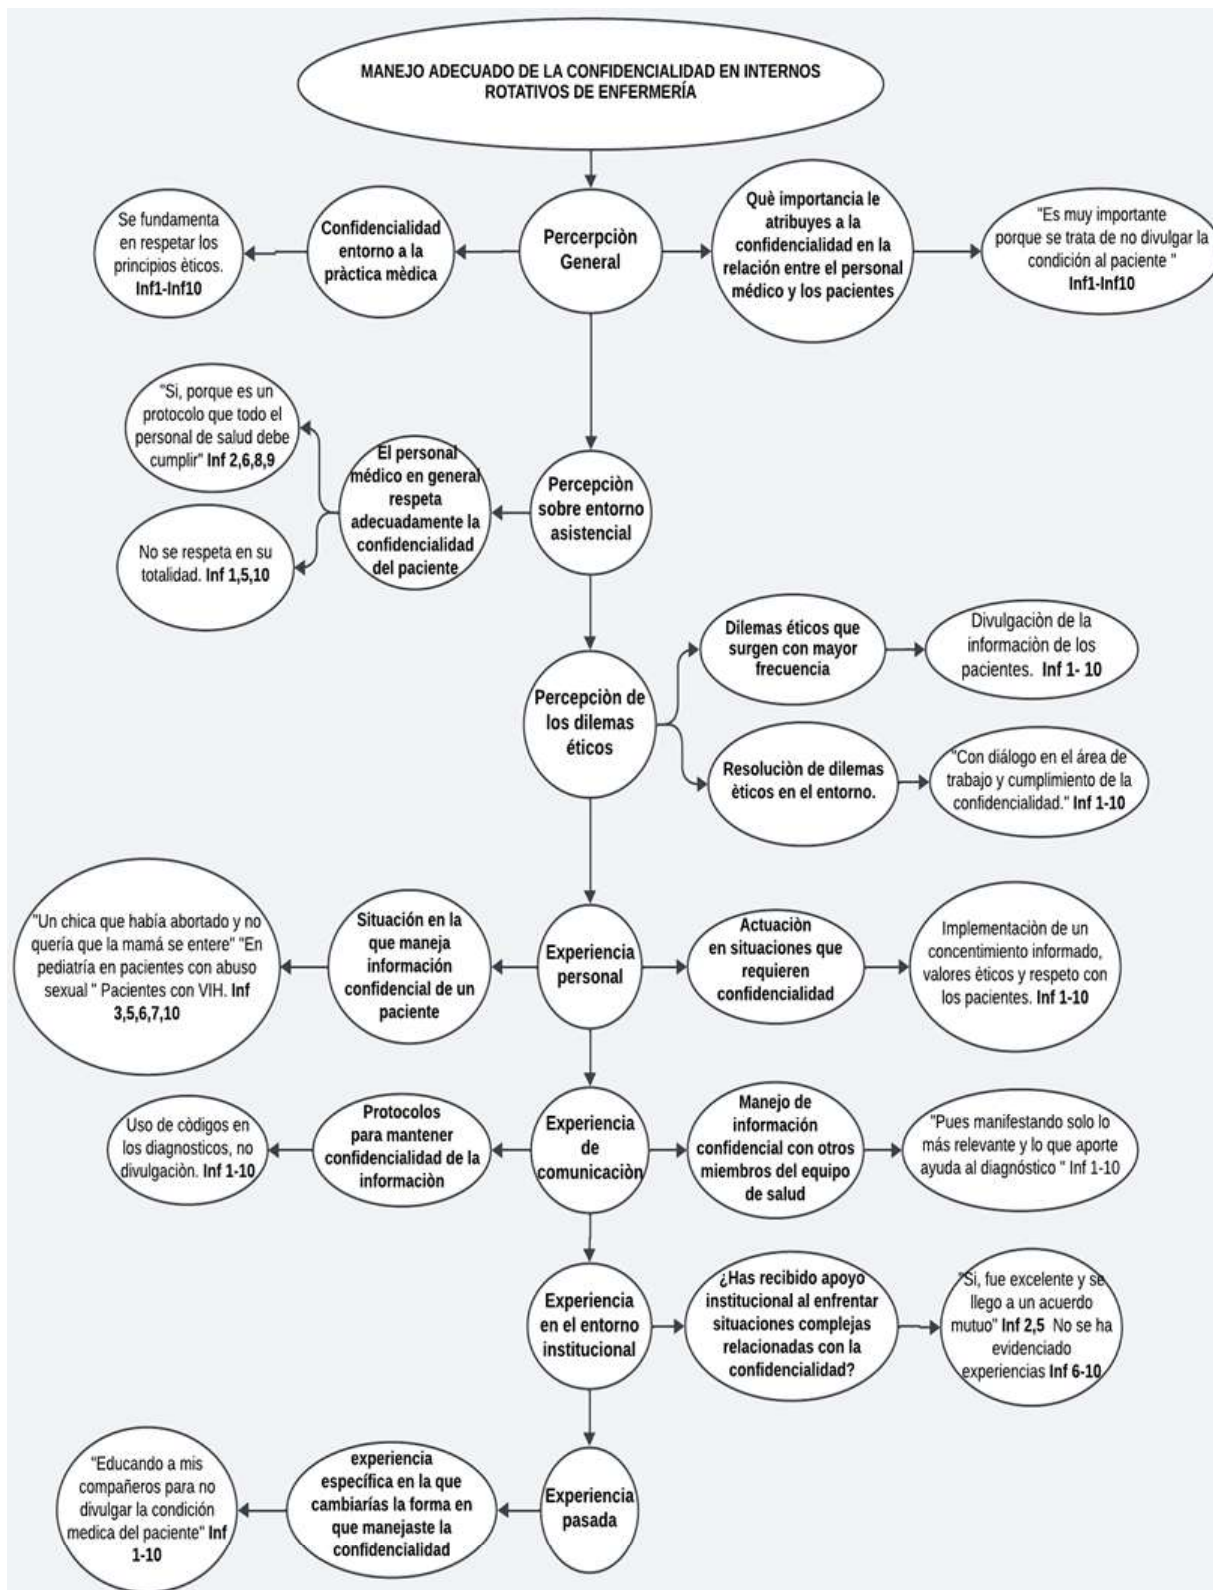 MANEJO ADECUADO DE LA CONFIDENCIALIDAD EN INTERNOS
ROTATIVOS DE ENFERMERÍA
Se fundamenta
en respetar los
principios èticos.
Inf1-Inf10
Confidencialidad
entorno a la
pràctica mèdica
Percerpciòn
General
Què importancia le
atribuyes a la
confidencialidad en la
relación entre el personal
médico y los pacientes
"Es muy importante
porque se trata de no divulgar la
condición al paciente "
Inf1-Inf10
"Si, porque es un
protocolo que todo el
personal de salud debe
cumplir" Inf 2,6,8,9
No se respeta en su
totalidad. Inf 1,5,10
El personal
médico en general
respeta
adecuadamente la
confidencialidad
del paciente
Percepciòn
sobre entorno
asistencial
Percepciòn de
los dilemas
éticos
Dilemas éticos que
surgen con mayor
frecuencia
Divulgaciòn de la
informaciòn de los
pacientes. Inf 1- 10
Resoluciòn de dilemas
èticos en el entorno.
"Con diálogo en el área de
trabajo y cumplimiento de la
confidencialidad." Inf 1-10
"Un chica que había abortado y no
quería que la mamá se entere" "En
pediatría en pacientes con abuso
sexual " Pacientes con VIH. Inf
3,5,6,7,10
Situación en la
que maneja
información
confidencial de un
paciente
Experiencia
personal
Actuaciòn
en situaciones que
requieren
confidencialidad
Implementaciòn de un
concentimiento informado,
valores èticos y respeto con
los pacientes. Inf 1-10
Uso de còdigos en
los diagnosticos, no
divulgaciòn. Inf 1-10
Protocolos
para mantener
confidencialidad de la
informaciòn
Experiencia
de
comunicaciòn
Manejo de
información
confidencial con otros
miembros del equipo
de salud
"Pues manifestando solo lo
más relevante y lo que aporte
ayuda al diagnóstico " Inf 1-10
Experiencia
en el entorno
institucional
¿Has recibido apoyo
institucional al enfrentar
situaciones complejas
relacionadas con la
confidencialidad?
"Si, fue excelente y se
llego a un acuerdo
mutuo" Inf 2,5 No se ha
evidenciado
experiencias Inf 6-10
"Educando a mis
compañeros para no
divulgar la condición
medica del paciente" Inf
1-10
experiencia
específica en la que
cambiarías la forma en
que manejaste la
confidencialidad
Experiencia
pasada